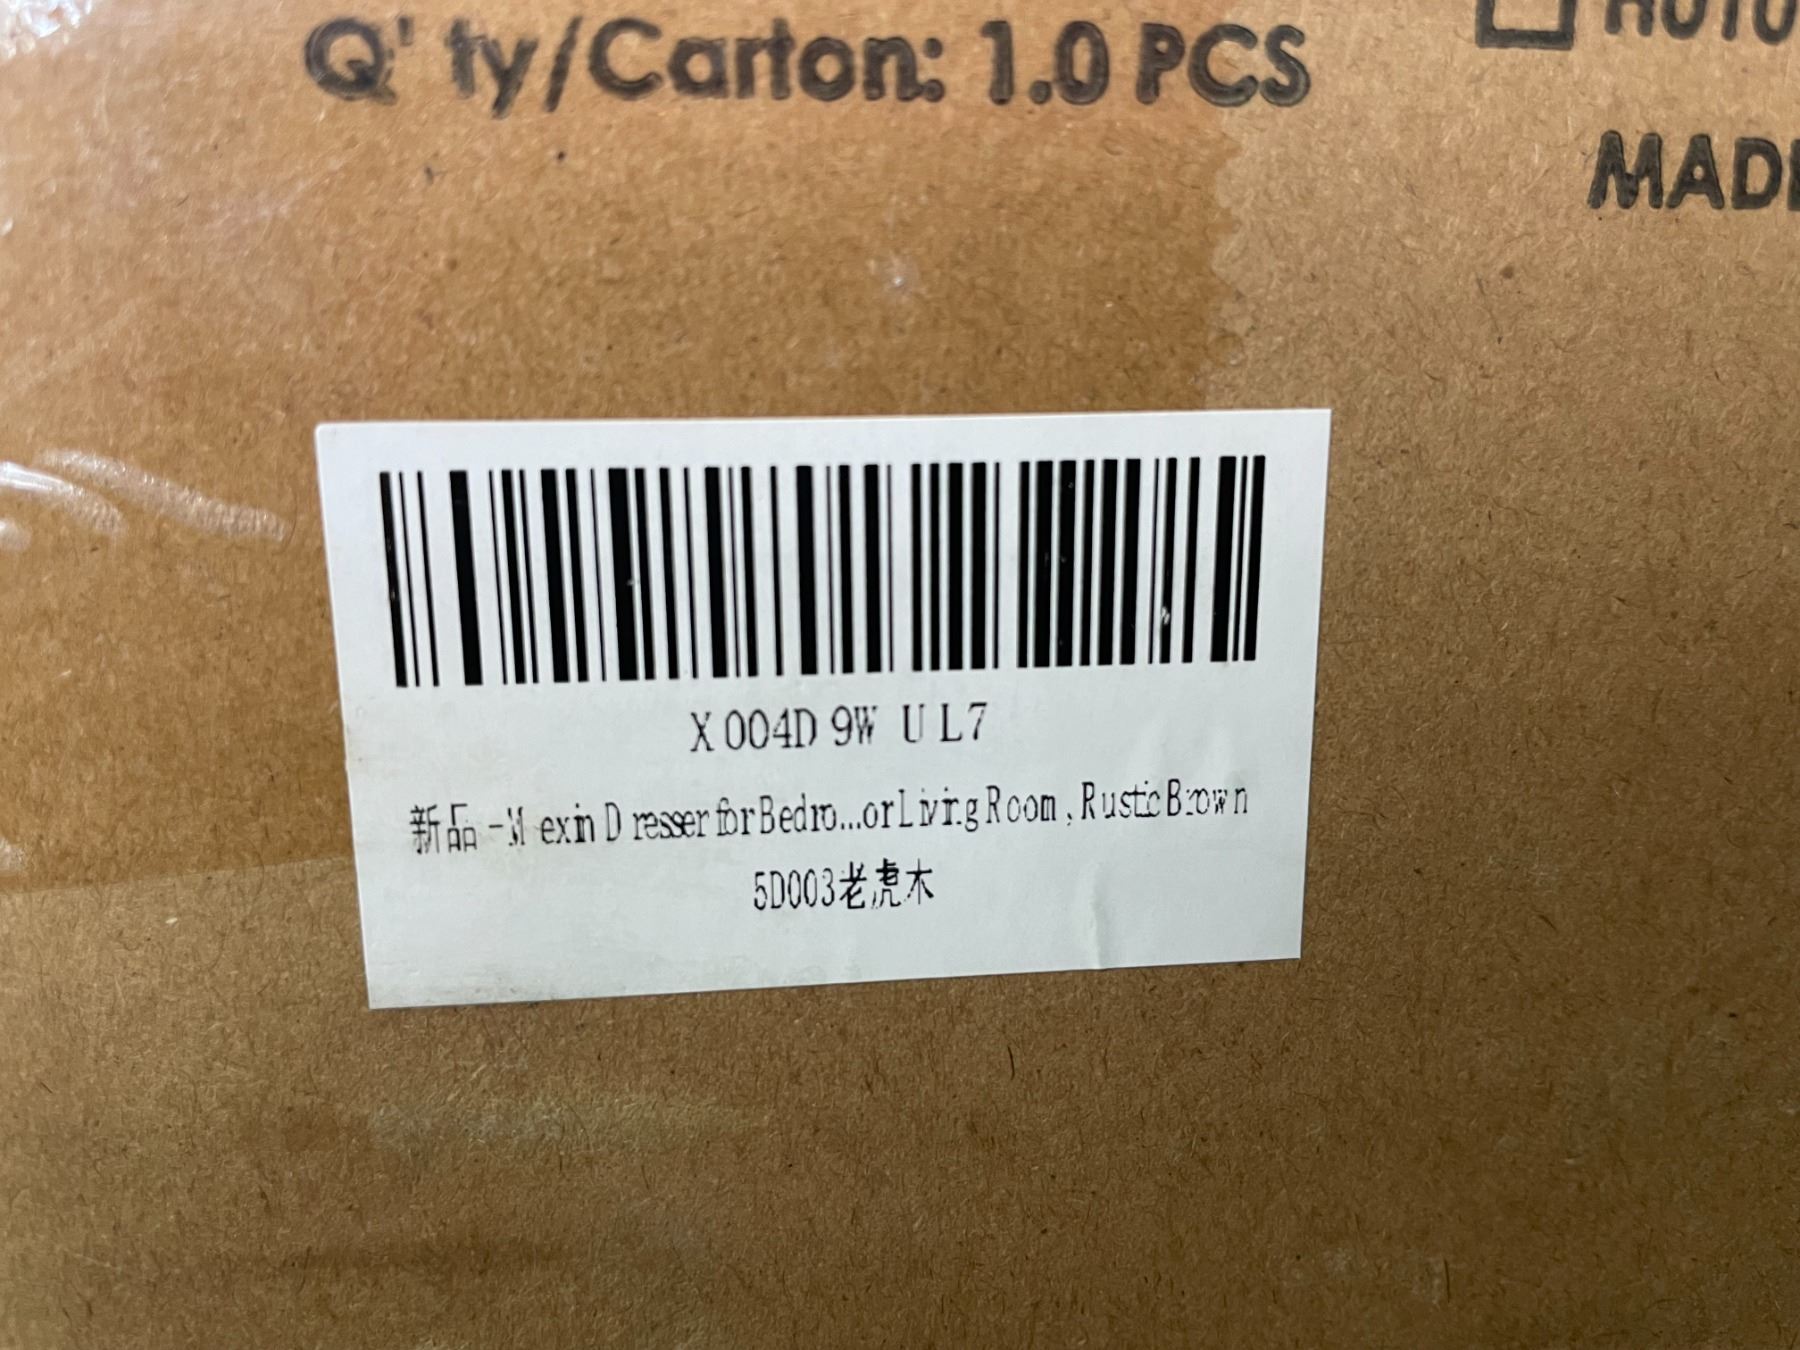 Q'ty/Carton: 1.0 PCS
MADE
X004D9WUL7
新品 -Mexin Dresser for Bedro...or Living Room, Rustic Brown
5D003老虎木